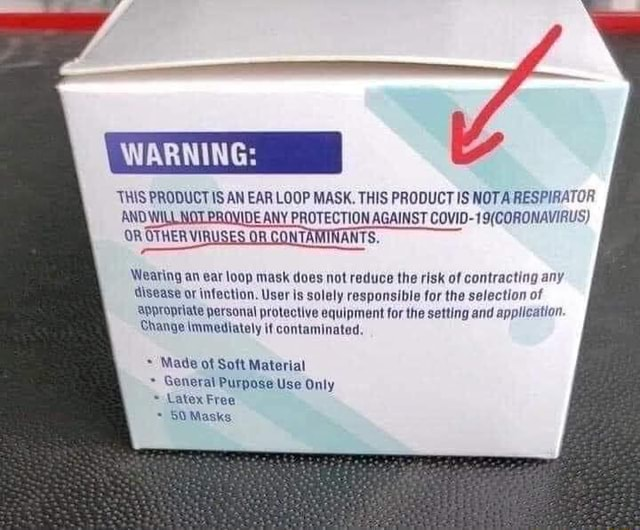 WARNING:
THIS PRODUCT IS AN EAR LOOP MASK. THIS PRODUCT IS NOT A RESPIRATOR
AND WILL NOT PROVIDE ANY PROTECTION AGAINST COVID-19(CORONAVIRUS)
OR OTHER VIRUSES OR CONTAMINANTS.
Wearing an ear loop mask does not reduce the risk of contracting any
disease or infection. User is solely responsible for the selection of
appropriate personal protective equipment for the setting and application.
Change immediately if contaminated.
• Made of Soft Material
• General Purpose Use Only
• Latex Free
• 50 Masks